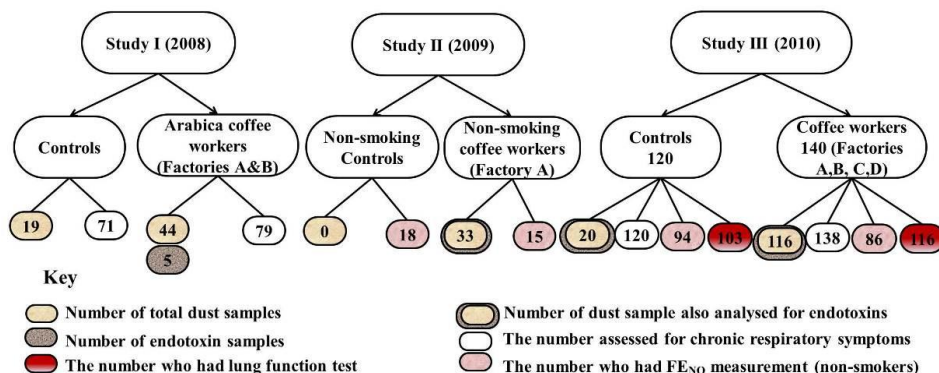 Study I (2008)
Study II (2009)
Study III (2010)
Controls
Arabica coffee
workers
(Factories A&B)
Non-smoking
Controls
Non-smoking
coffee workers
(Factory A)
Controls
120
Coffee workers
140 (Factories
A,B, C,D)
19
71
44
5
79
0
18
33
15
20
120
94
103
116
138
86
116
Key
Number of total dust samples
Number of endotoxin samples
The number who had lung function test
Number of dust sample also analysed for endotoxins
The number assessed for chronic respiratory symptoms
The number who had FENO measurement (non-smokers)